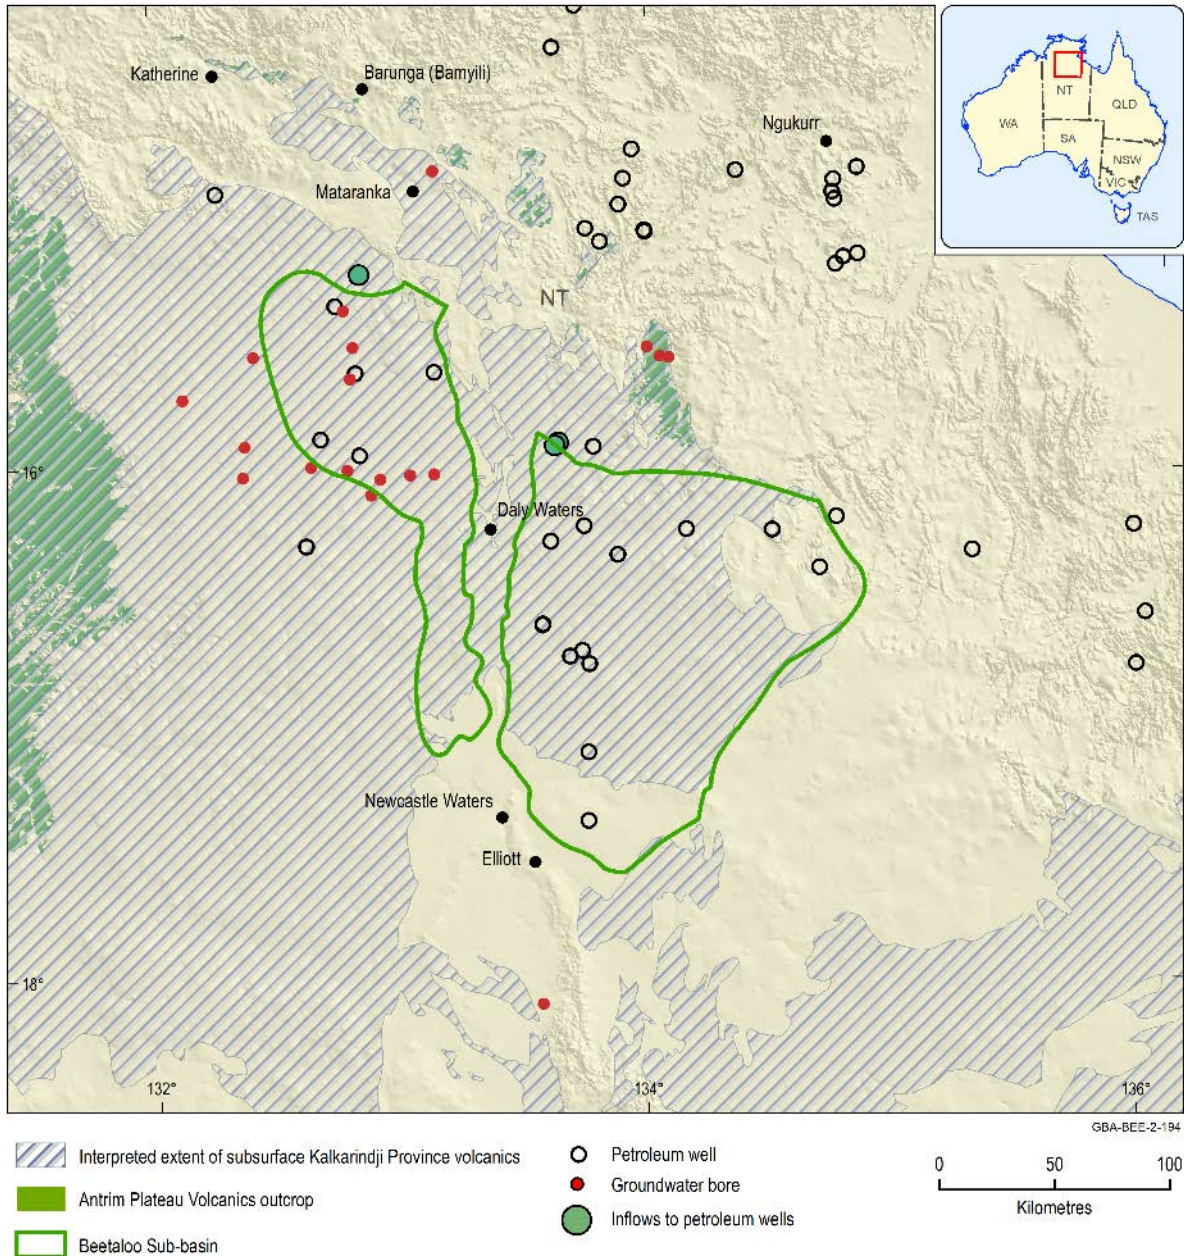 Katherine
Barunga (Bamyili)
Ngukurr
Mataranka
NT
WA
NT
QLD
SA
NSW
VIC
TAS
16°
Daly Waters
Newcastle Waters
Elliott
18°
132°
134°
136°
GBA-BEE-2-194
Interpreted extent of subsurface Kalkarindji Province volcanics
Antrim Plateau Volcanics outcrop
Beetaloo Sub-basin
Petroleum well
Groundwater bore
Inflows to petroleum wells
0 50 100
Kilometres